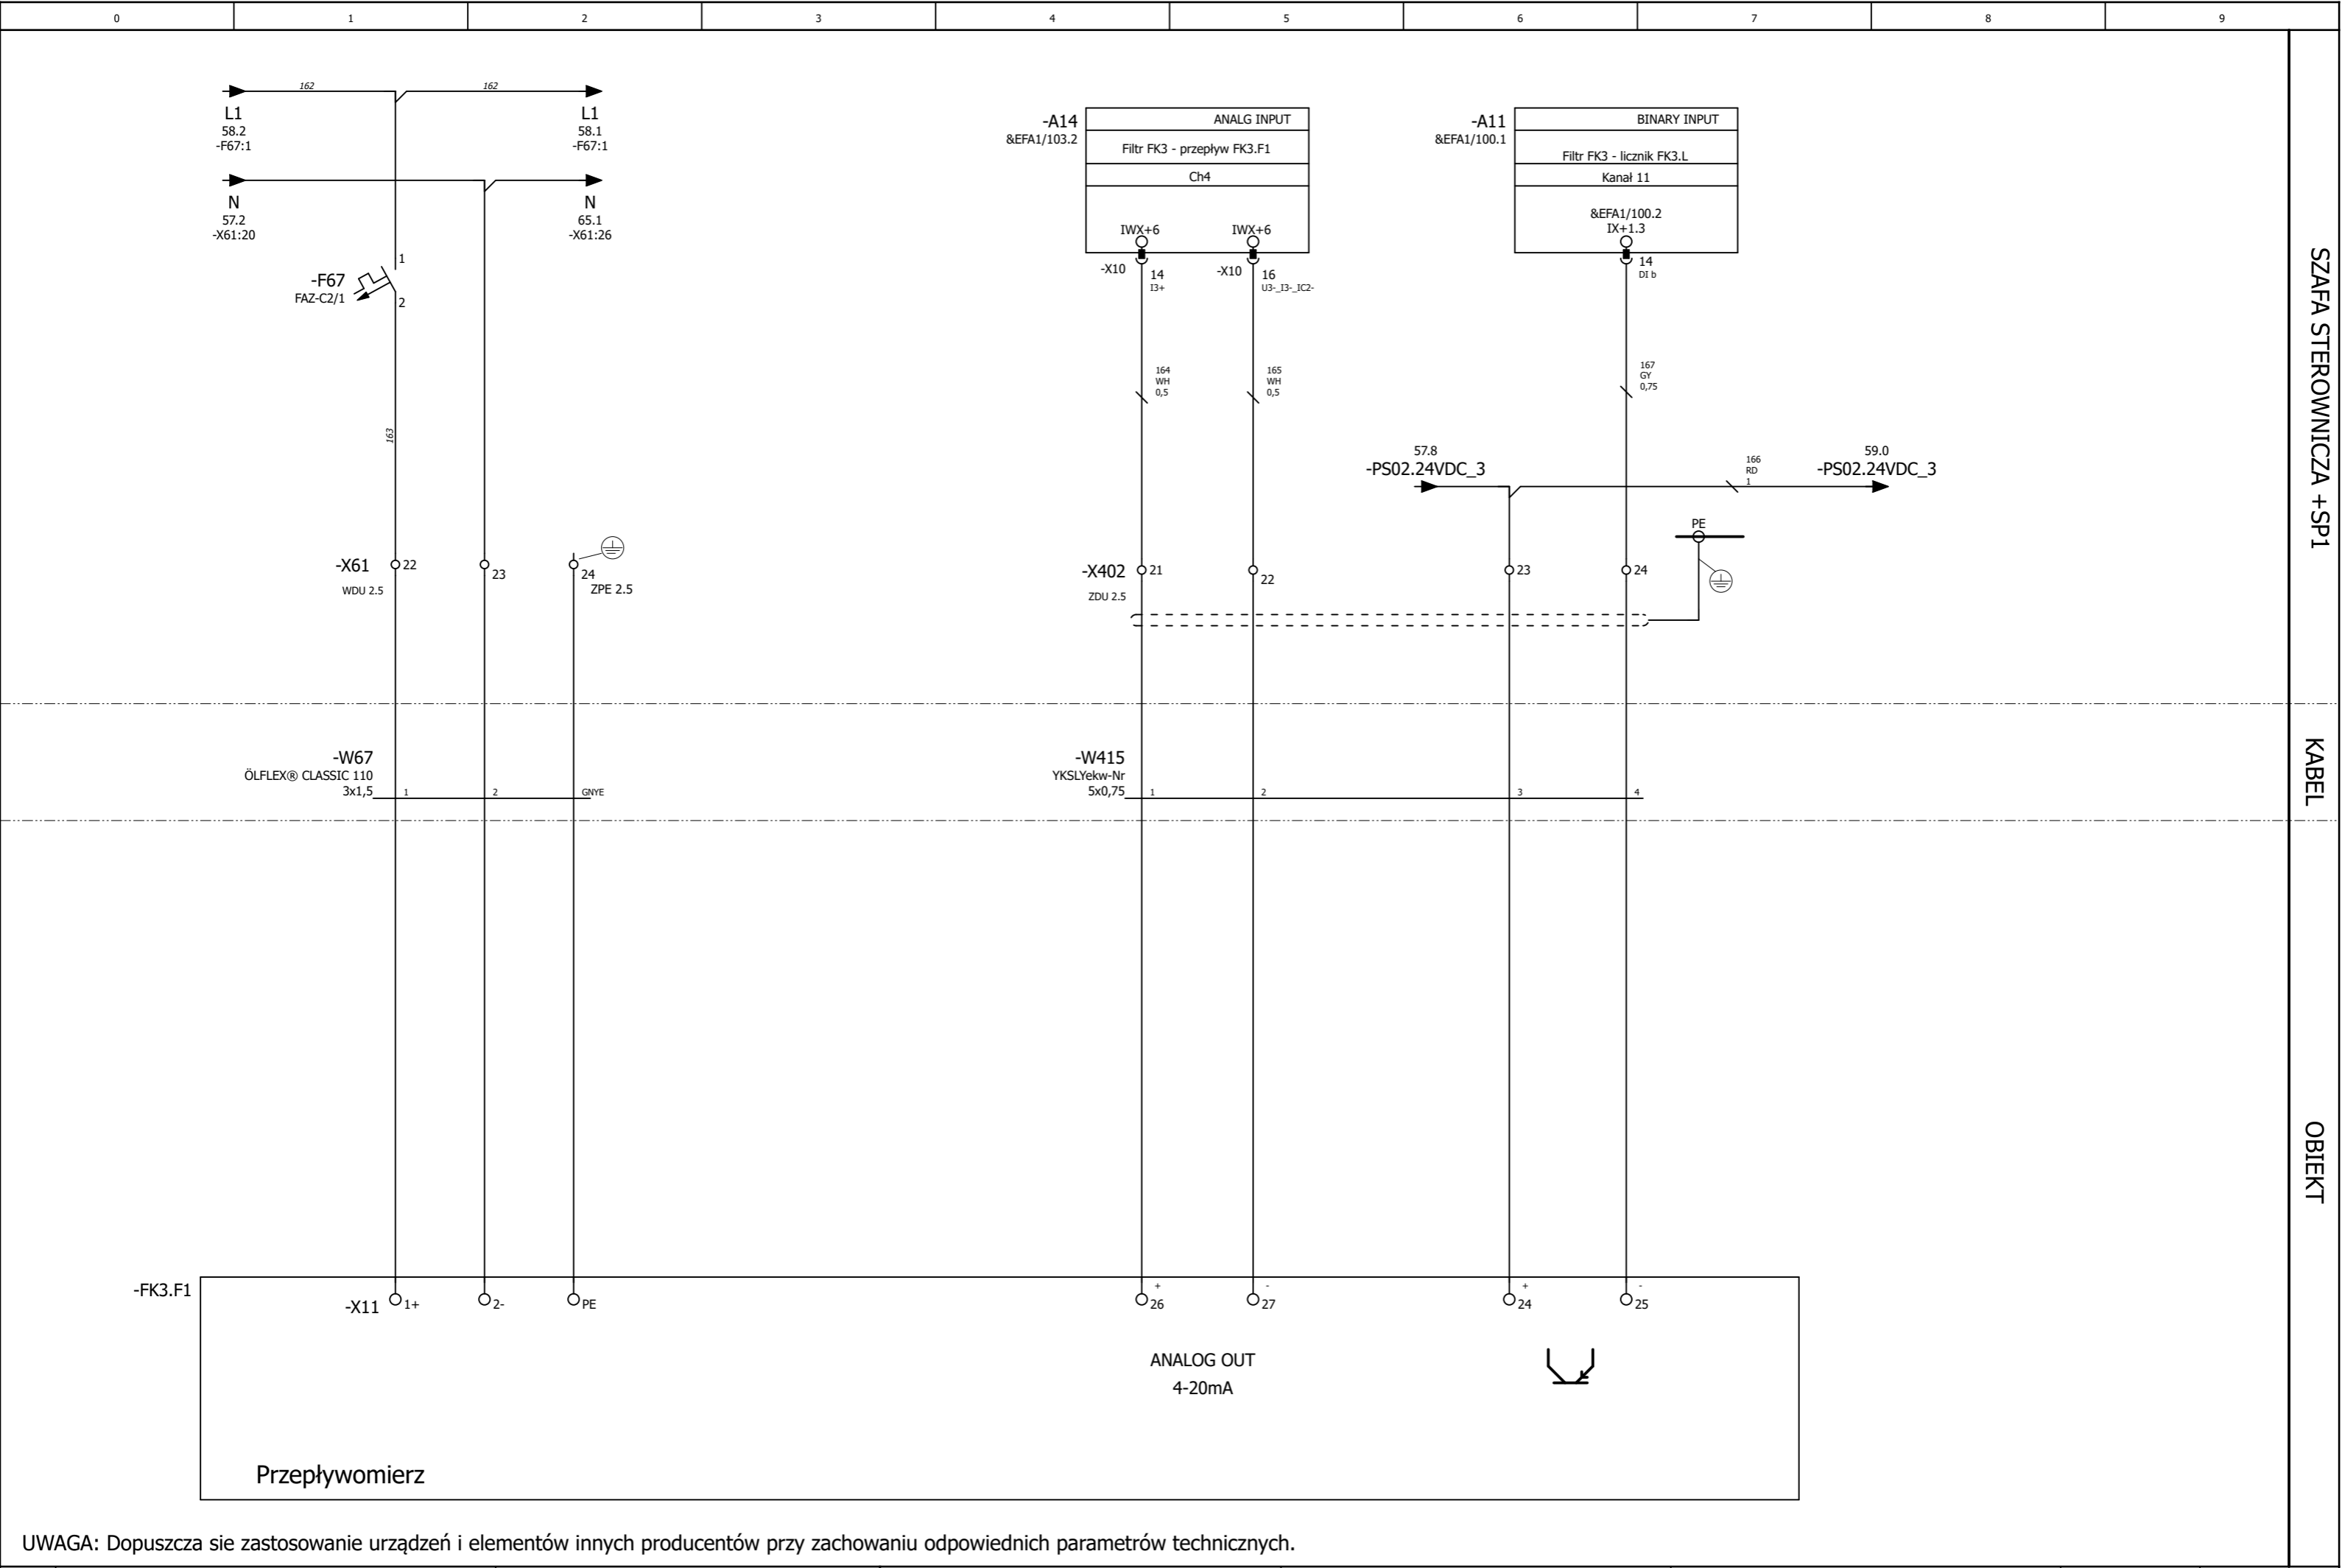 0 1 2 3 4 5 6 7 8 9
162 162
L1
58.2
-F67:1
L1
58.1
-F67:1
N
57.2
-X61:20
N
65.1
-X61:26
-F67
FAZ-C2/1
1
2
163
-A14
&EFA1/103.2
ANALG INPUT
Filtr FK3 - przepływ FK3.F1
Ch4
IWX+6 IWX+6
-X10
14
I3+
-X10
16
U3-_I3-_IC2-
-A11
&EFA1/100.1
BINARY INPUT
Filtr FK3 - licznik FK3.L
Kanał 11
&EFA1/100.2
IX+1.3
14
DI b
164
WH
0,5
165
WH
0,5
167
GY
0,75
57.8
-PS02.24VDC_3
166
RD
1
59.0
-PS02.24VDC_3
PE
-X61
WDU 2.5
22
23
24
ZPE 2.5
-X402
ZDU 2.5
21
22
23
24
-W67
ÖLFLEX® CLASSIC 110
3x1,5
1 2 GNYE
-W415
YKSLYekw-Nr
5x0,75
1 2 3 4
-FK3.F1
-X11
1+
2-
PE
+
26
-
27
+
24
-
25
ANALOG OUT
4-20mA
Przepływomierz
SZAFA STEROWNICZA +SP1
KABEL
OBIEKT
UWAGA: Dopuszcza sie zastosowanie urządzeń i elementów innych producentów przy zachowaniu odpowiednich parametrów technicznych.